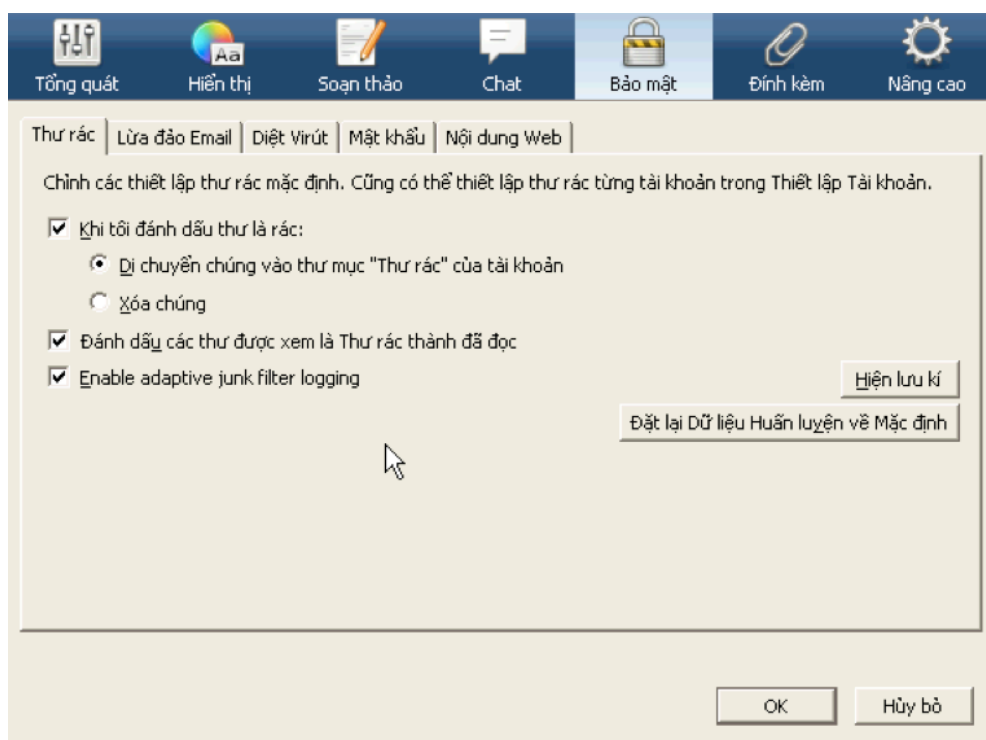 Tổng quát
Hiển thị
Soạn thảo
Chat
Bảo mật
Đính kèm
Nâng cao
Thư rác
Lừa đảo Email
Diệt Virút
Mật khẩu
Nội dung Web
Chỉnh các thiết lập thư rác mặc định. Cũng có thể thiết lập thư rác từng tài khoản trong Thiết lập Tài khoản.
Khi tôi đánh dấu thư là rác:
Di chuyển chúng vào thư mục "Thư rác" của tài khoản
Xóa chúng
Đánh dấu các thư được xem là Thư rác thành đã đọc
Enable adaptive junk filter logging
Hiện lưu kí
Đặt lại Dữ liệu Huấn luyện về Mặc định
OK
Hủy bỏ